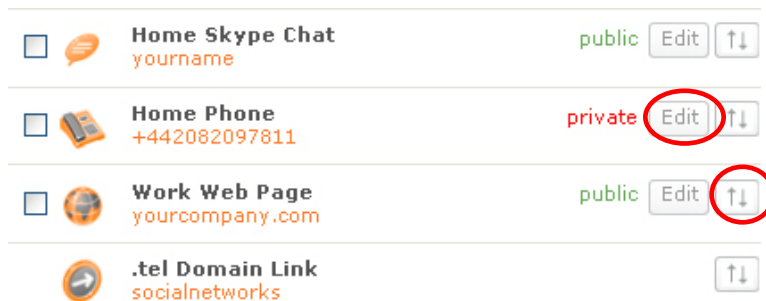 Home Skype Chat
yourname
public Edit ↑↓
Home Phone
+442082097811
private Edit ↑↓
Work Web Page
yourcompany.com
public Edit ↑↓
.tel Domain Link
socialnetworks
↑↓